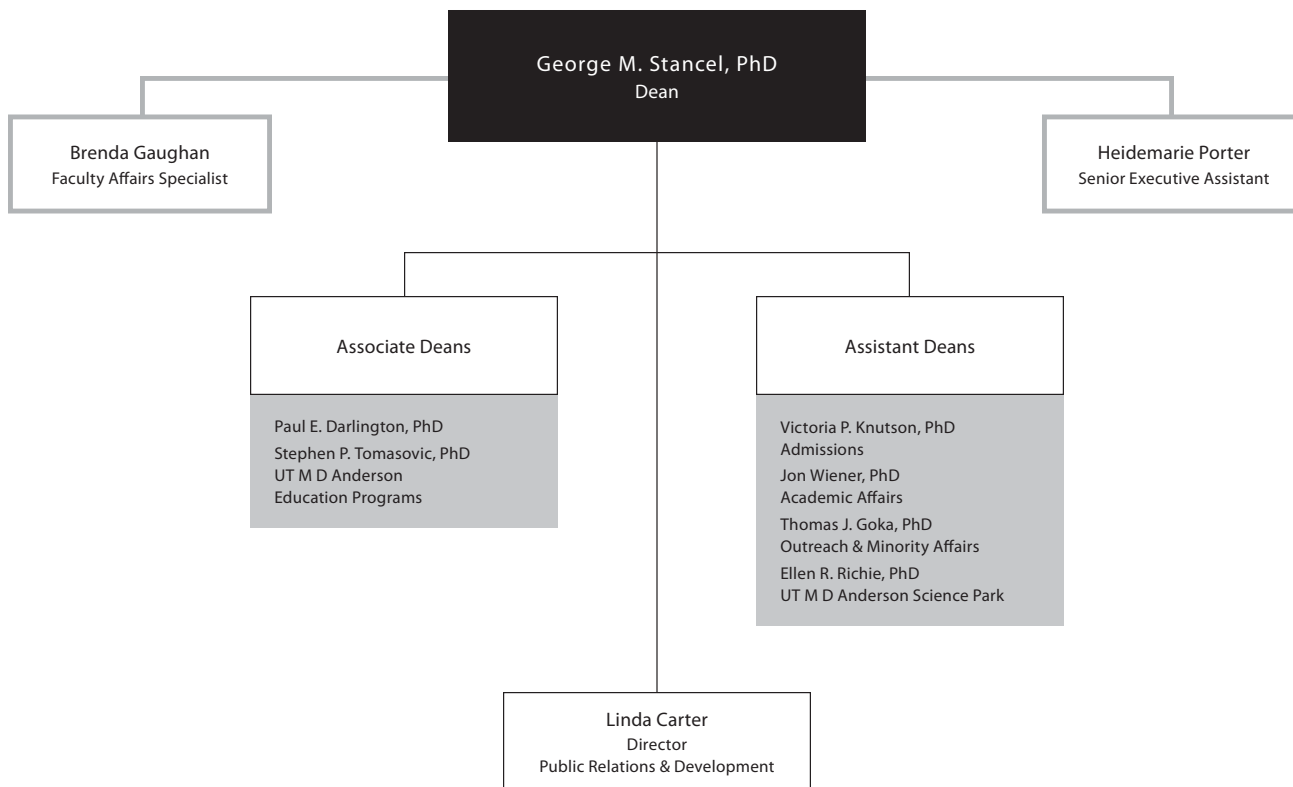 George M. Stancel, PhD
Dean
Brenda Gaughan
Faculty Affairs Specialist
Heidemarie Porter
Senior Executive Assistant
Associate Deans
Paul E. Darlington, PhD
Stephen P. Tomasovic, PhD
UT M D Anderson
Education Programs
Assistant Deans
Victoria P. Knutson, PhD
Admissions
Jon Wiener, PhD
Academic Affairs
Thomas J. Goka, PhD
Outreach & Minority Affairs
Ellen R. Richie, PhD
UT M D Anderson Science Park
Linda Carter
Director
Public Relations & Development